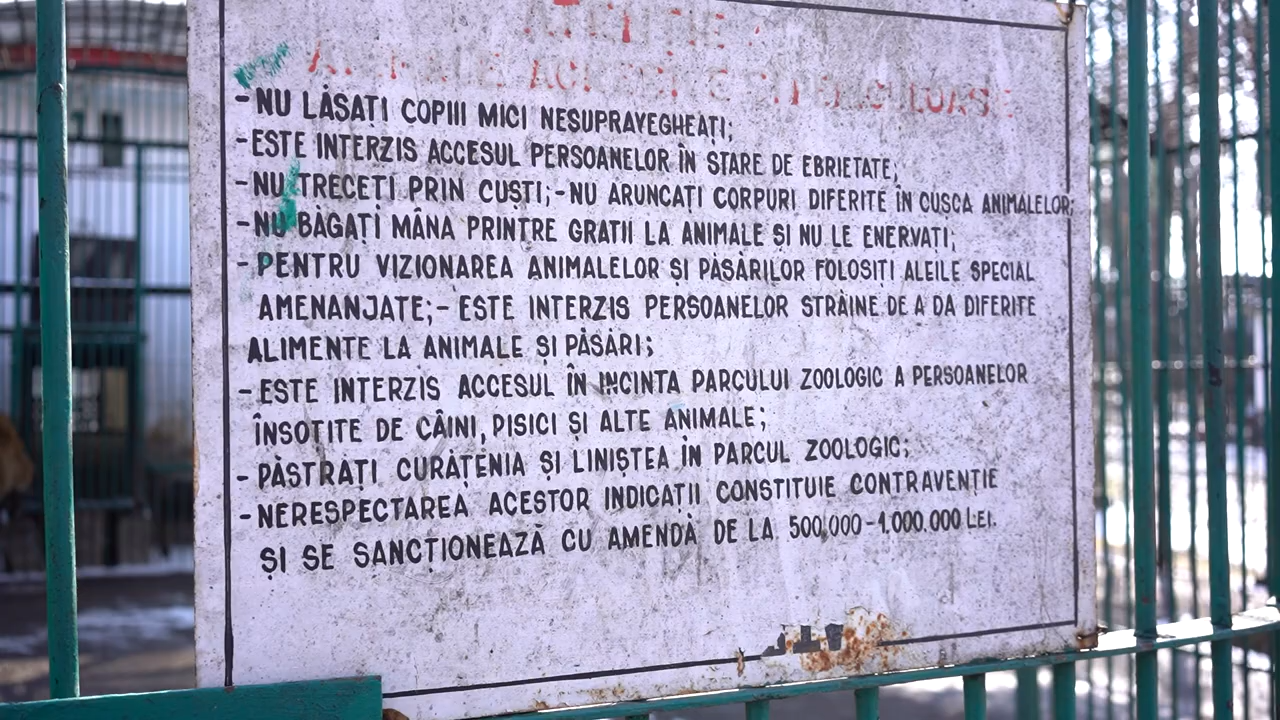 - NU LĂSAȚI COPIII MICI NESUPRAVEGHEAȚI;
- ESTE INTERZIS ACCESUL PERSOANELOR ÎN STARE DE EBRIETATE;
- NU TRECEȚI PRIN CUȘTI; - NU ARUNCAȚI CORPURI DIFERITE ÎN CUSCA ANIMALELOR;
- NU BĂGAȚI MÂNA PRINTRE GRATII LA ANIMALE ȘI NU LE ENERVAȚI;
- PENTRU VIZIONAREA ANIMALELOR ȘI PĂSĂRILOR FOLOSIȚI ALEILE SPECIAL
AMENANJATE; - ESTE INTERZIS PERSOANELOR STRĂINE DE A DA DIFERITE
ALIMENTE LA ANIMALE ȘI PĂSĂRI;
- ESTE INTERZIS ACCESUL ÎN INCINTA PARCULUI ZOOLOGIC A PERSOANELOR
ÎNSOȚITE DE CÂINI, PISICI ȘI ALTE ANIMALE;
- PĂSTRAȚI CURĂȚENIA ȘI LINIȘTEA ÎN PARCUL ZOOLOGIC;
- NERESPECTAREA ACESTOR INDICAȚII CONSTITUIE CONTRAVENȚIE
ȘI SE SANCȚIONEAZĂ CU AMENDĂ DE LA 500.000 - 1.000.000 LEI.